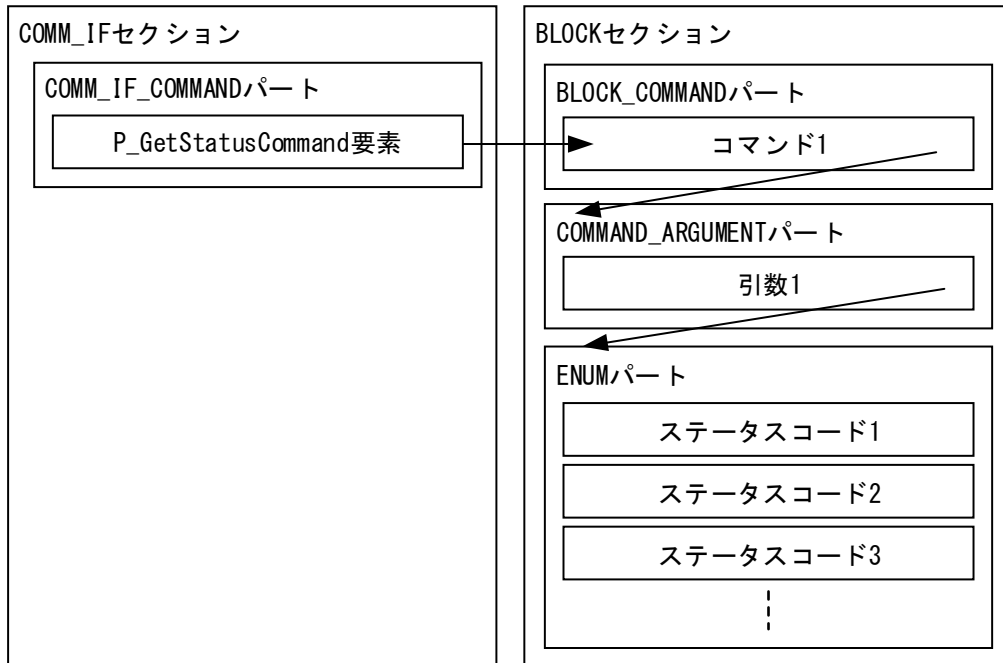 COMM_IFセクション
COMM_IF_COMMANDパート
P_GetStatusCommand要素
BLOCKセクション
BLOCK_COMMANDパート
コマンド1
COMMAND_ARGUMENTパート
引数1
ENUMパート
ステータスコード1
ステータスコード2
ステータスコード3